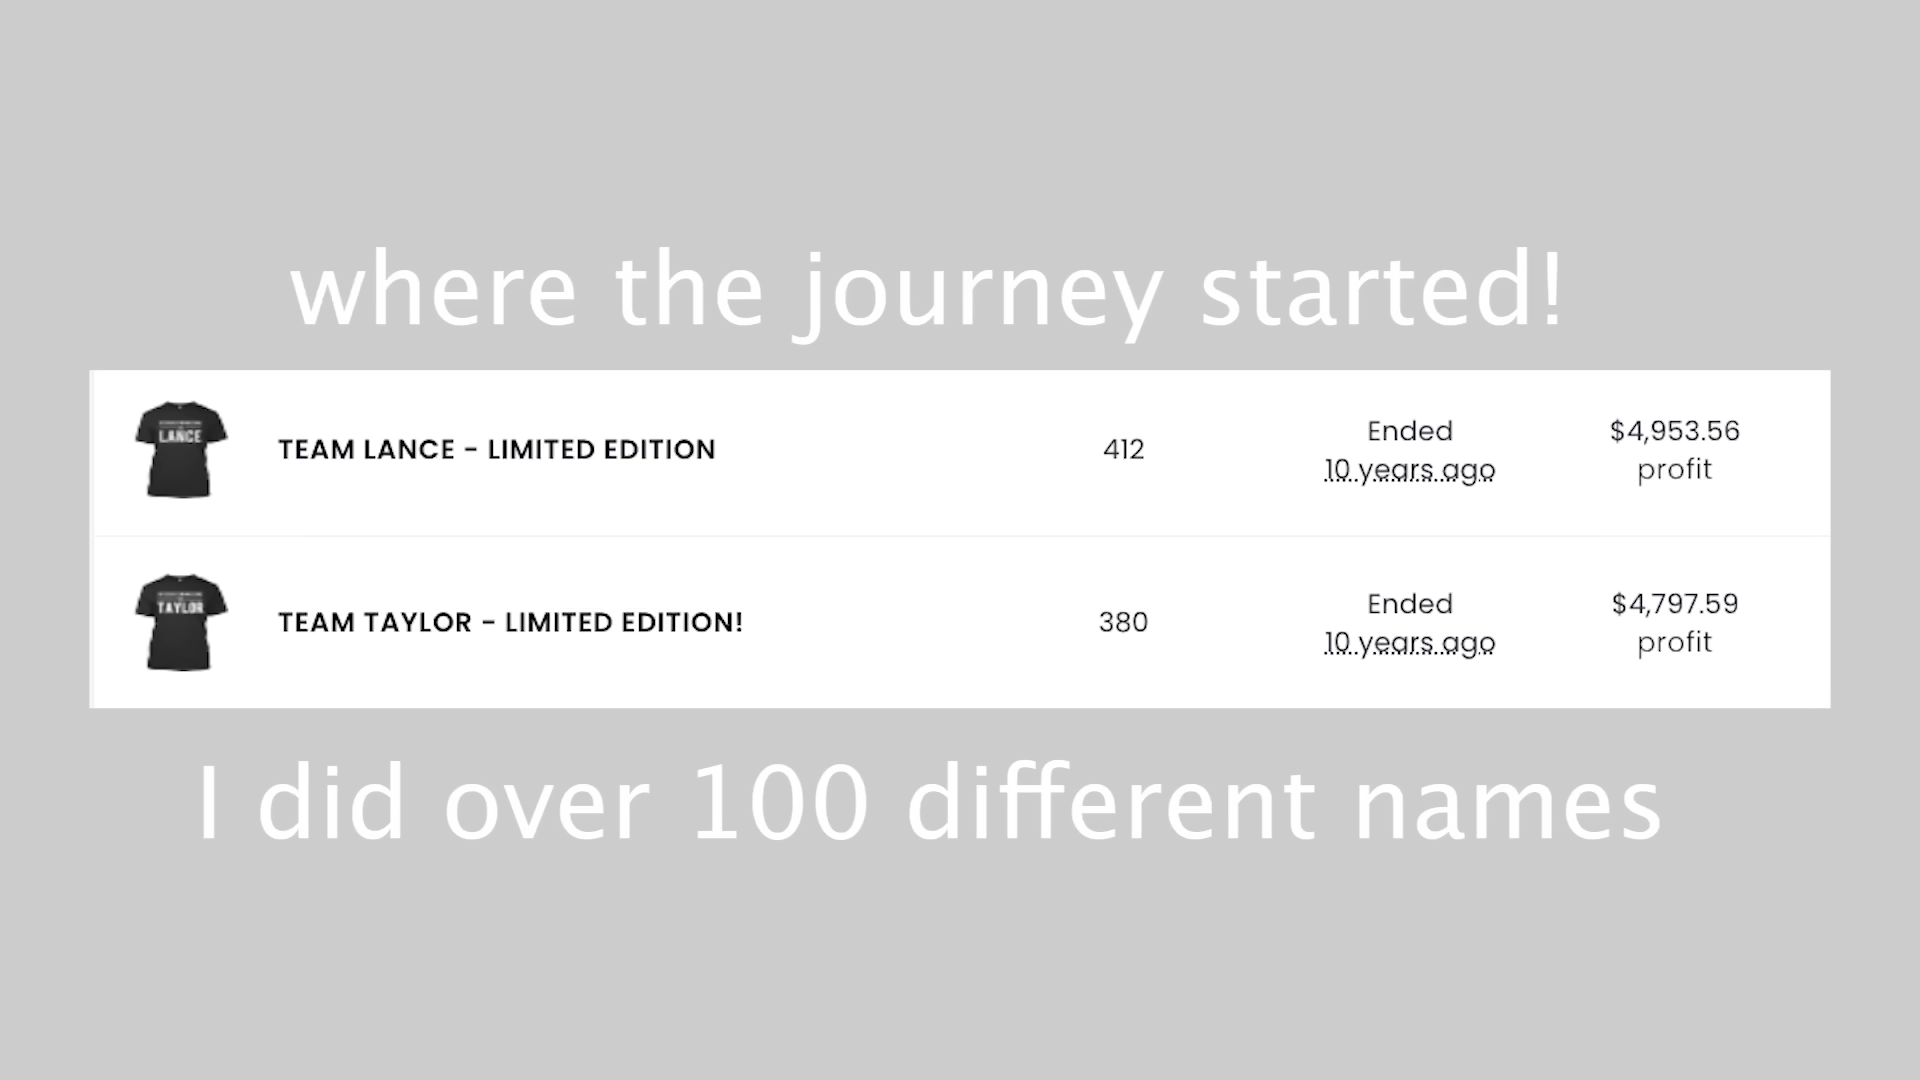 where the journey started!
LANCE
TEAM LANCE - LIMITED EDITION
412
Ended
10 years ago
$4,953.56
profit
TAYLOR
TEAM TAYLOR - LIMITED EDITION!
380
Ended
10 years ago
$4,797.59
profit
I did over 100 different names